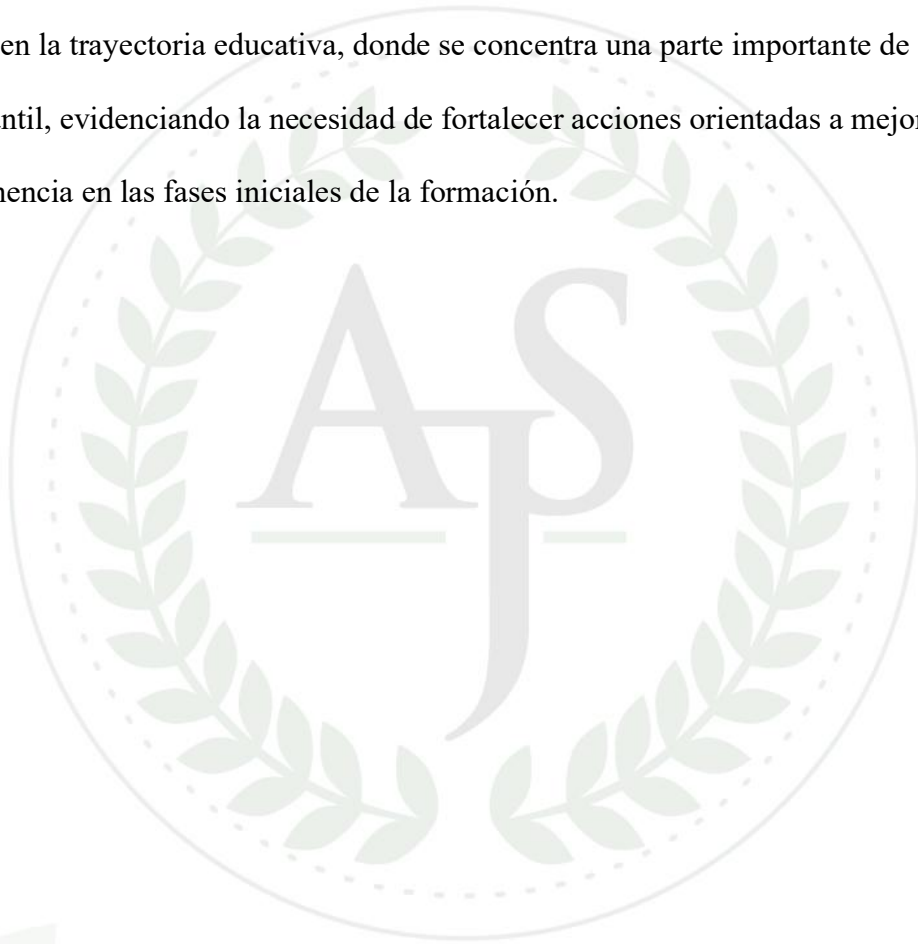 en la trayectoria educativa, donde se concentra una parte importante de
ntil, evidenciando la necesidad de fortalecer acciones orientadas a mejor
nencia en las fases iniciales de la formación.
AJS